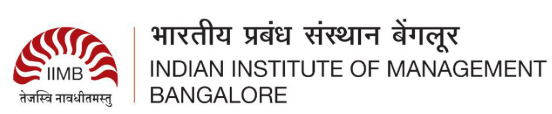 IIMB
तेजस्वि नावधीतमस्तु
भारतीय प्रबंध संस्थान बेंगलूर
INDIAN INSTITUTE OF MANAGEMENT
BANGALORE